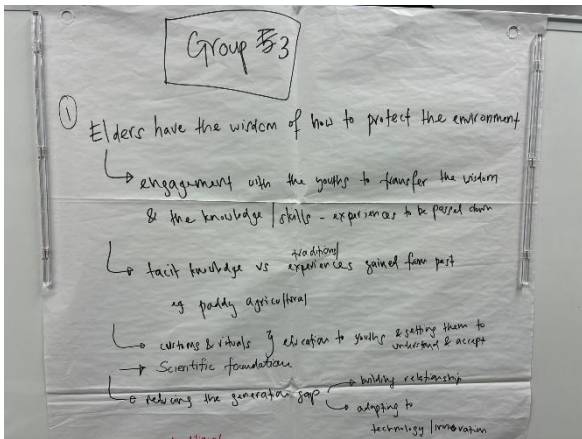 Group 3
① Elders have the wisdom of how to protect the environment
↳ engagement with the youths to transfer the wisdom
& the knowledge / skills - experiences to be passed down
↳ tacit knowledge vs traditions/ experiences gained from past
eg paddy agricultural
↳ customs & rituals } education to youths & getting them to understand & accept
→ Scientific foundation
↳ reducing the generation gap → building relationship
↳ adapting to
technology / innovation